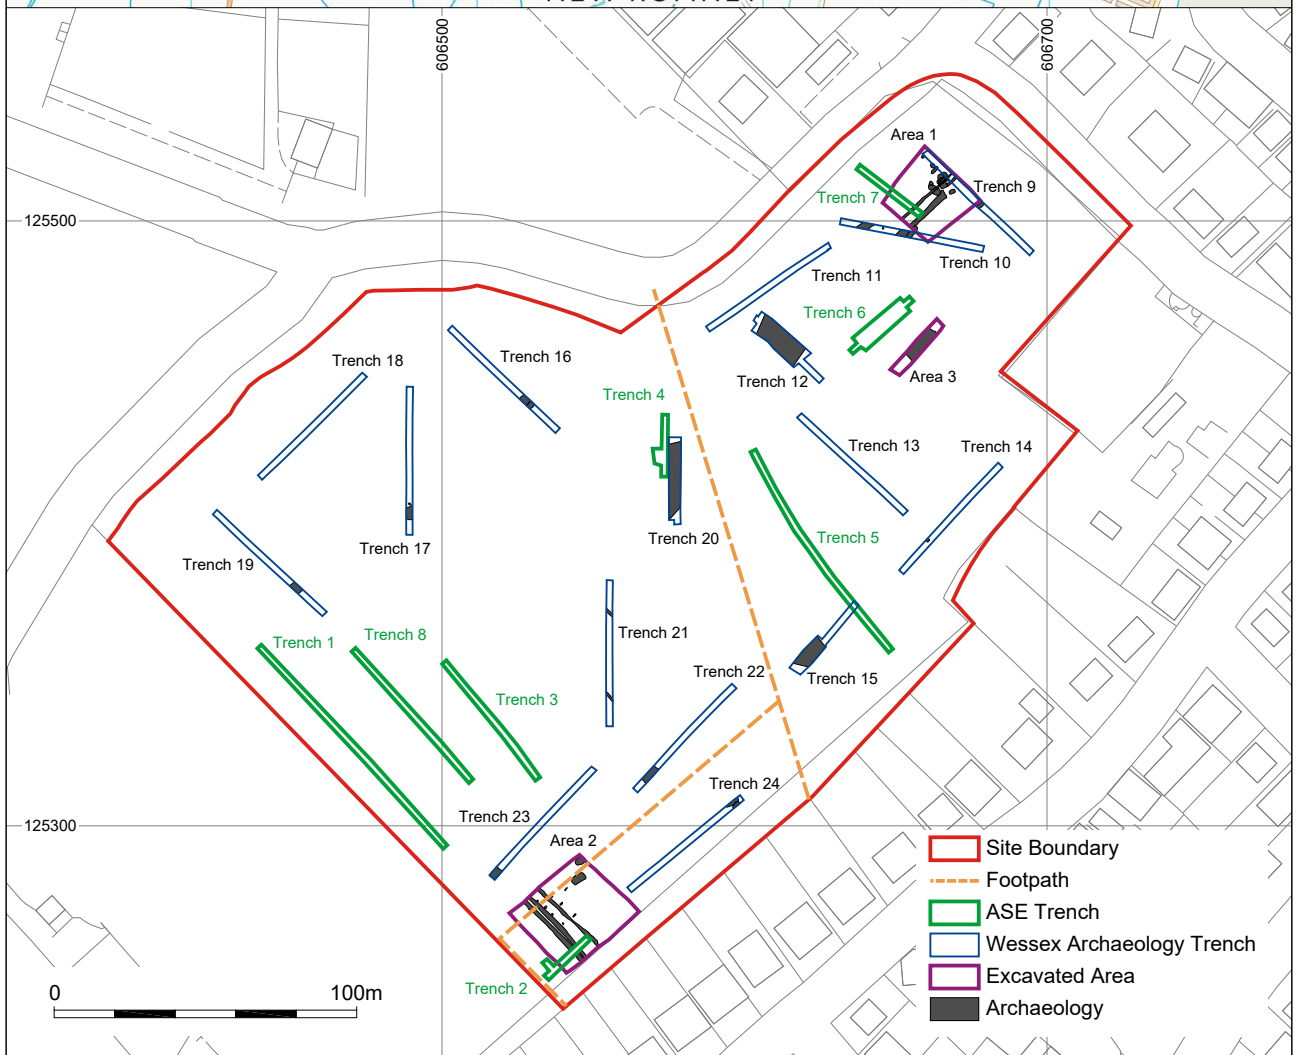 606500
606700
Area 1
Trench 9
Trench 7
125500
Trench 10
Trench 11
Trench 6
Trench 16
Trench 18
Trench 12
Area 3
Trench 4
Trench 13
Trench 14
Trench 20
Trench 5
Trench 17
Trench 19
Trench 21
Trench 1
Trench 8
Trench 22
Trench 15
Trench 3
Trench 24
Trench 23
125300
Area 2
Trench 2
Site Boundary
Footpath
ASE Trench
Wessex Archaeology Trench
Excavated Area
Archaeology
0
100m